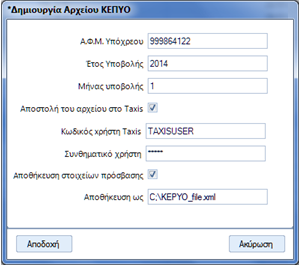 *Δημιουργία Αρχείου ΚΕΠΥΟ
Α.Φ.Μ. Υπόχρεου 999864122
Έτος Υποβολής 2014
Μήνας υποβολής 1
Αποστολή του αρχείου στο Taxis
Κωδικός χρήστη Taxis TAXISUSER
Συνθηματικό χρήστη *****
Αποθήκευση στοιχείων πρόσβασης
Αποθήκευση ως C;\KEPYO_file.xml
Αποδοχή Ακύρωση